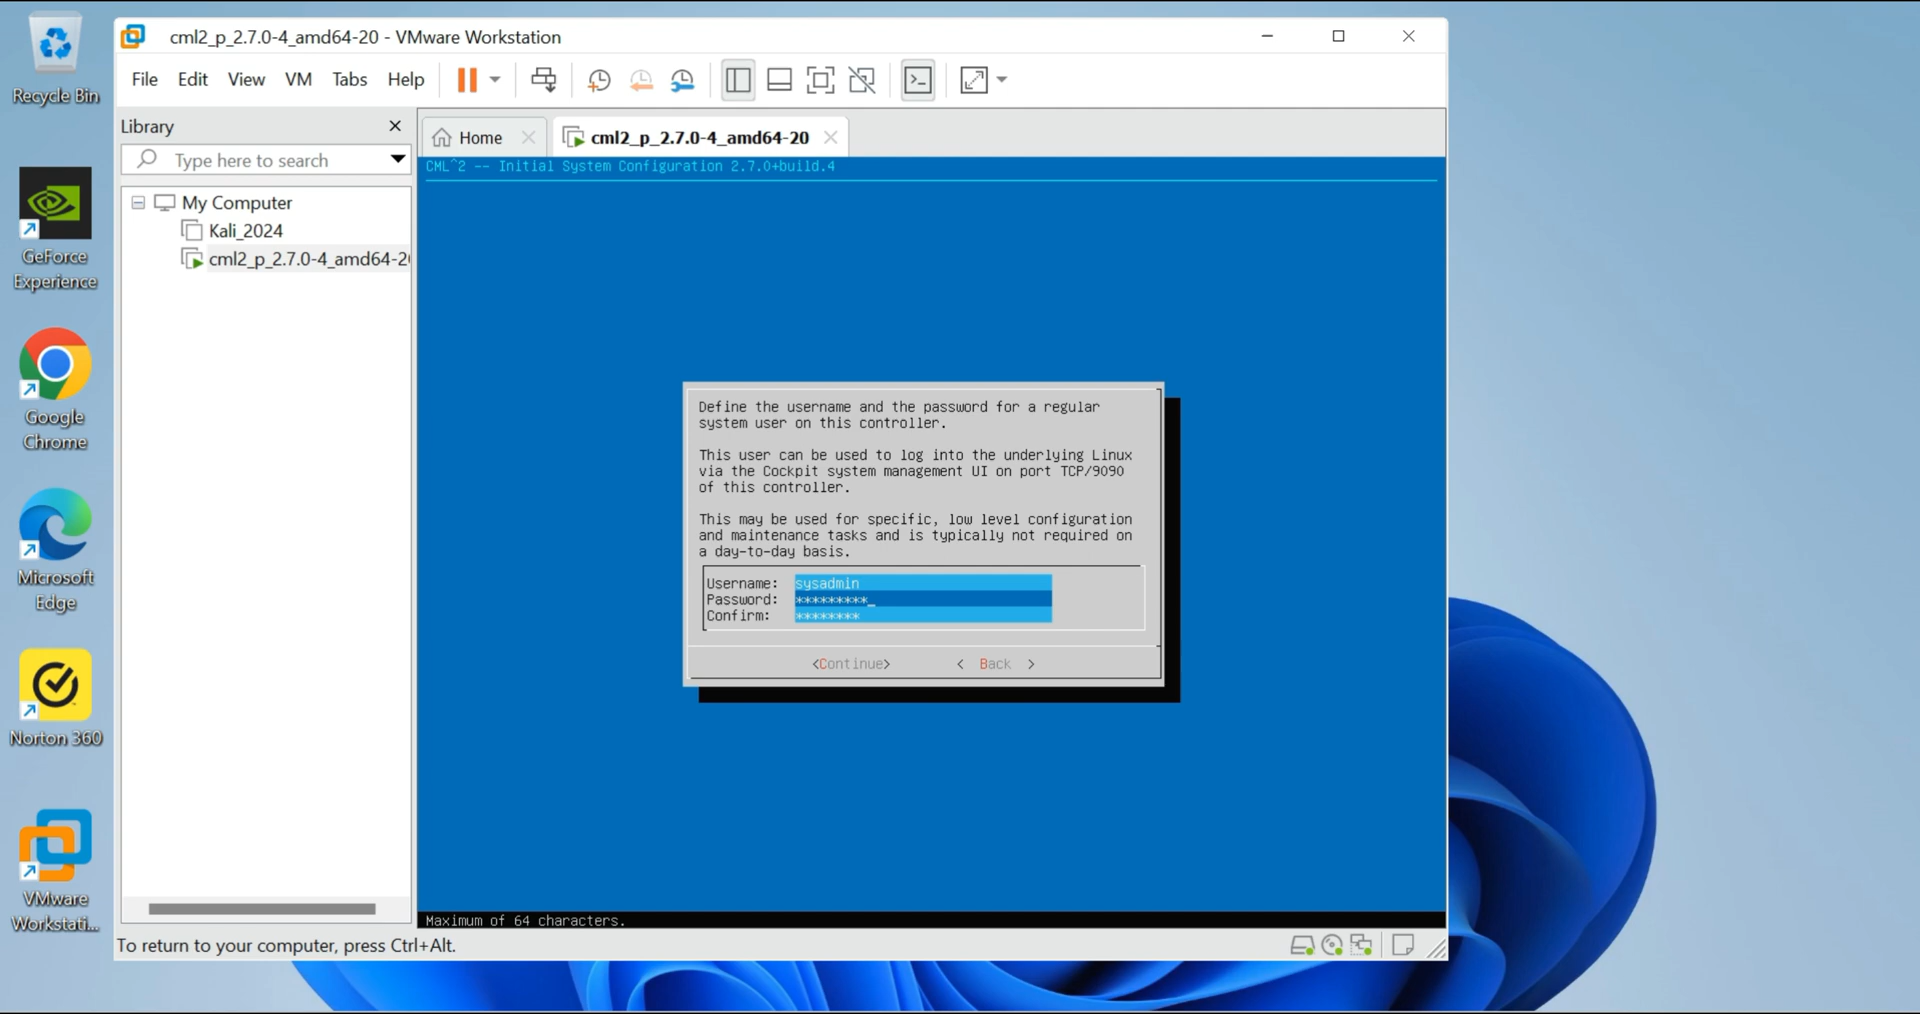 Recycle Bin
GeForce
Experience
Google
Chrome
Microsoft
Edge
Norton 360
VMware
Workstati...
cml2_p_2.7.0-4_amd64-20 - VMware Workstation
File Edit View VM Tabs Help
Library
Type here to search
My Computer
Kali_2024
cml2_p_2.7.0-4_amd64-20
Home
cml2_p_2.7.0-4_amd64-20
CML^2 -- Initial System Configuration 2.7.0+build.4
Define the username and the password for a regular
system user on this controller.
This user can be used to log into the underlying Linux
via the Cockpit system management UI on port TCP/9090
of this controller.
This may be used for specific, low level configuration
and maintenance tasks and is typically not required on
a day-to-day basis.
Username: sysadmin
Password: *********_
Confirm: ********
<Continue> < Back >
Maximum of 64 characters.
To return to your computer, press Ctrl+Alt.